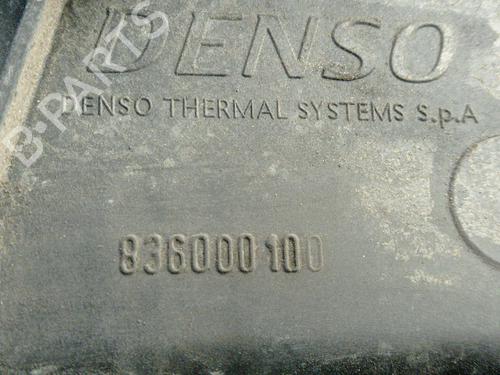 DENSO
DENSO THERMAL SYSTEMS S.p.A
836000100
B-PARTS